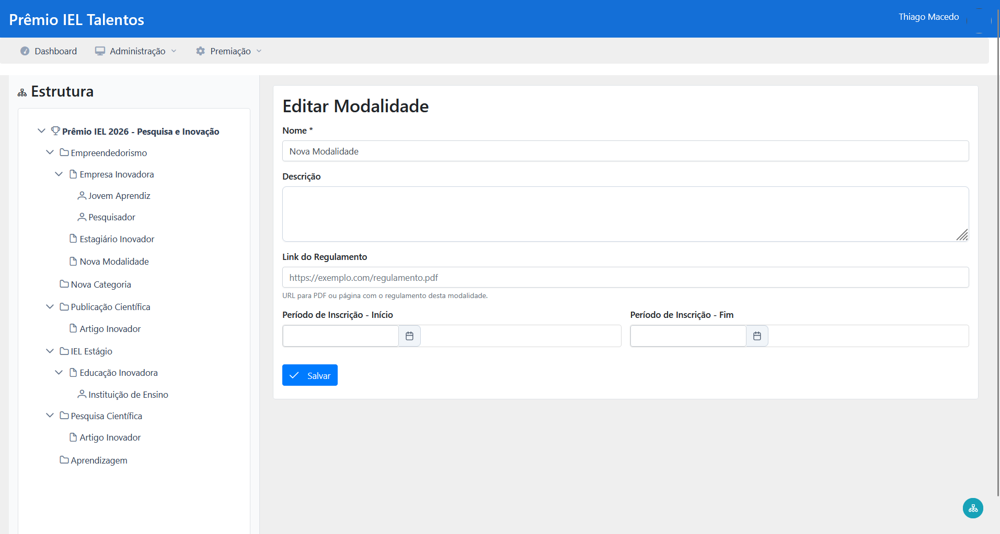 Prêmio IEL Talentos
Thiago Macedo
Dashboard
Administração
Premiação
Estrutura
Prêmio IEL 2026 - Pesquisa e Inovação
Empreendedorismo
Empresa Inovadora
Jovem Aprendiz
Pesquisador
Estagiário Inovador
Nova Modalidade
Nova Categoria
Publicação Científica
Artigo Inovador
IEL Estágio
Educação Inovadora
Instituição de Ensino
Pesquisa Científica
Artigo Inovador
Aprendizagem
Editar Modalidade
Nome *
Nova Modalidade
Descrição
Link do Regulamento
https://exemplo.com/regulamento.pdf
URL para PDF ou página com o regulamento desta modalidade.
Período de Inscrição - Início
Período de Inscrição - Fim
Salvar